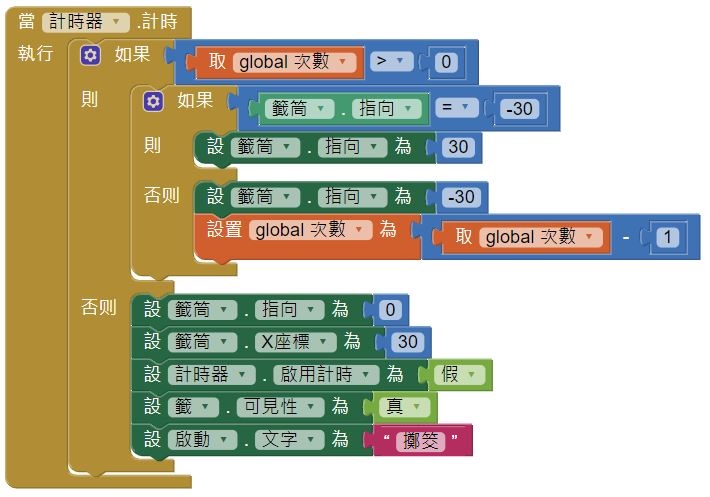 當 計時器 .計時
執行 如果 取 global 次數 > 0
則 如果 籤筒 . 指向 = -30
則 設 籤筒 . 指向 為 30
否则 設 籤筒 . 指向 為 -30
設置 global 次數 為 取 global 次數 - 1
否则 設 籤筒 . 指向 為 0
設 籤筒 . X座標 為 30
設 計時器 . 啟用計時 為 假
設 籤 . 可見性 為 真
設 啟動 . 文字 為 “ 擲筊 ”